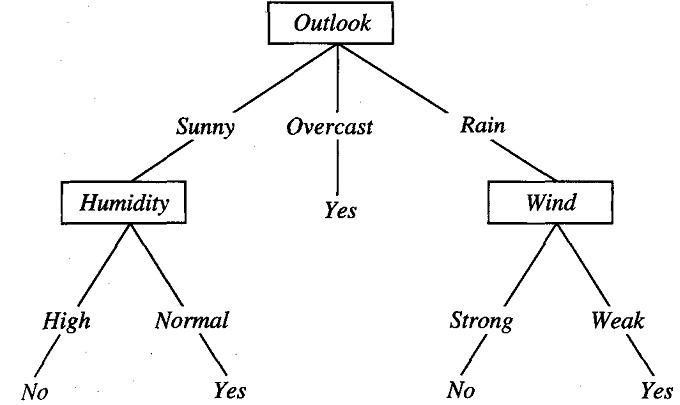 Outlook
Sunny Overcast Rain
Humidity Yes Wind
High Normal Strong Weak
No Yes No Yes